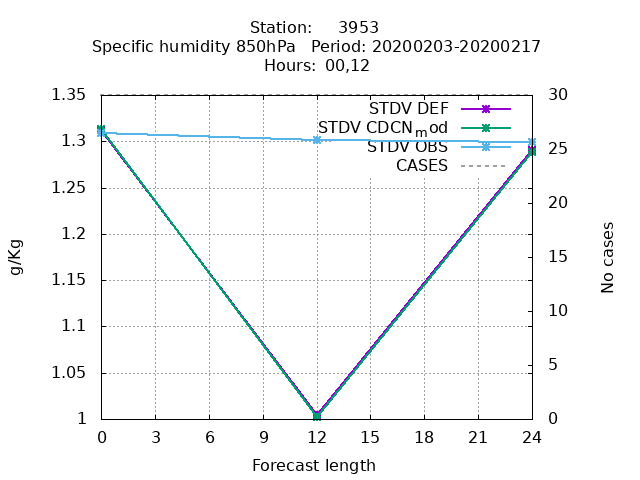 Station: 3953
Specific humidity 850hPa Period: 20200203-20200217
Hours: 00,12
1.35
1.3
1.25
1.2
1.15
1.1
1.05
1
g/Kg
STDV DEF
STDV CDCN_mod
STDV OBS
CASES
30
25
20
15
10
5
0
No cases
0 3 6 9 12 15 18 21 24
Forecast length